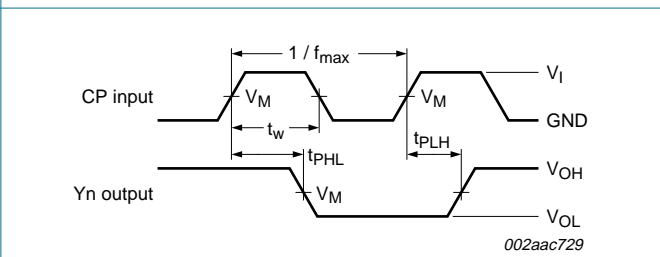 1 / fmax
VI
CP input
VM
VM
GND
tw
tPHL
tPLH
VOH
Yn output
VM
VOL
002aac729